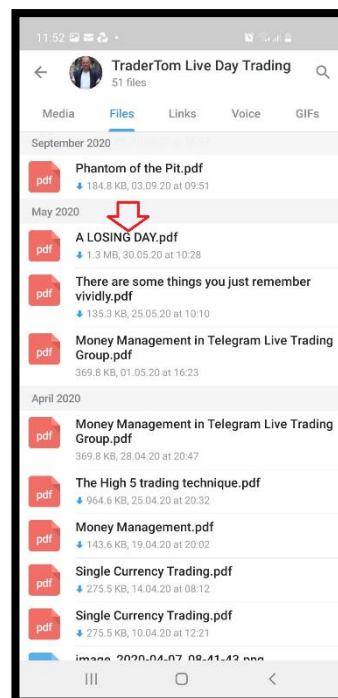 11:52
TraderTom Live Day Trading
51 files
Media Files Links Voice GIFs
September 2020
pdf
Phantom of the Pit.pdf
184.8 KB, 03.09.20 at 09:51
May 2020
pdf
A LOSING DAY.pdf
1.3 MB, 30.05.20 at 10:28
pdf
There are some things you just remember
vividly.pdf
135.3 KB, 25.05.20 at 10:10
pdf
Money Management in Telegram Live Trading
Group.pdf
369.8 KB, 01.05.20 at 16:23
April 2020
pdf
Money Management in Telegram Live Trading
Group.pdf
369.8 KB, 28.04.20 at 20:47
pdf
The High 5 trading technique.pdf
964.6 KB, 25.04.20 at 20:32
pdf
Money Management.pdf
143.6 KB, 19.04.20 at 20:02
pdf
Single Currency Trading.pdf
275.5 KB, 14.04.20 at 08:12
pdf
Single Currency Trading.pdf
275.5 KB, 10.04.20 at 12:21
image_2020-04-07_08-41-43.png